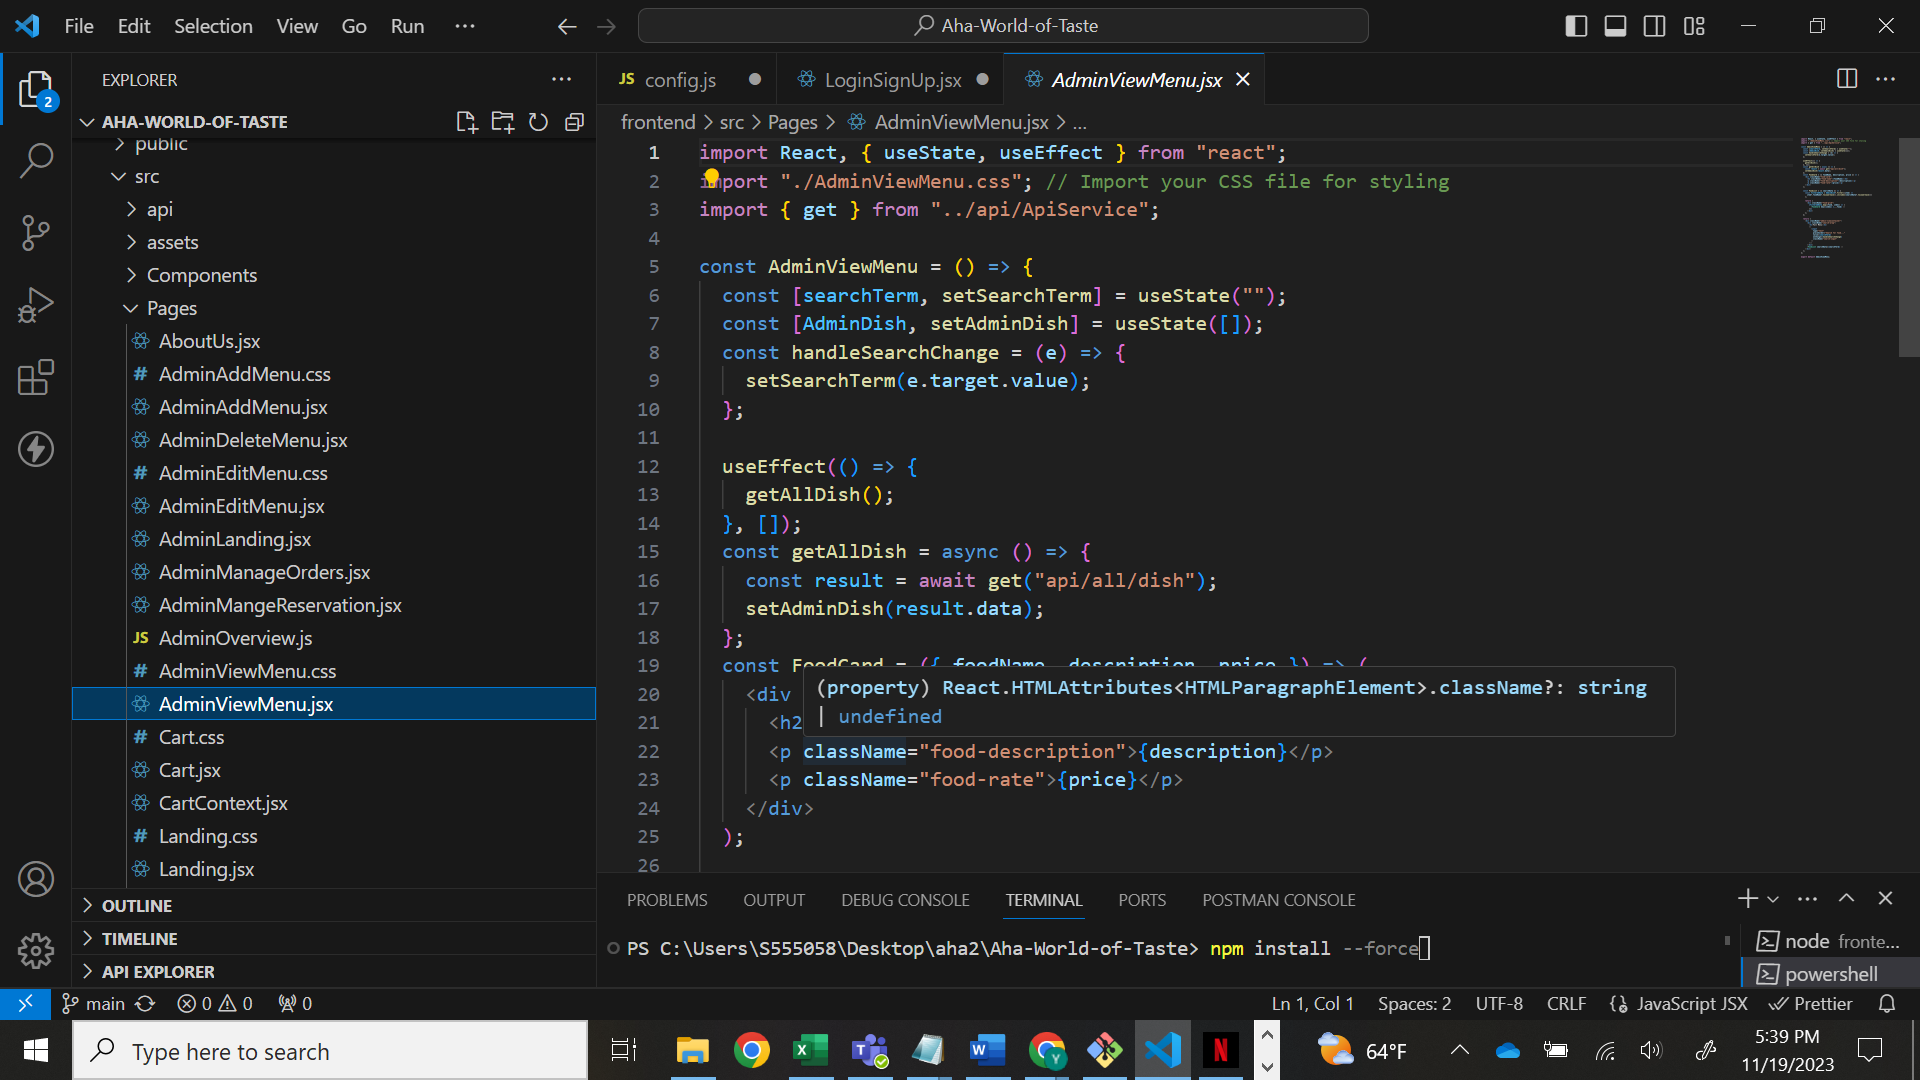 File Edit Selection View Go Run ···
Aha-World-of-Taste
EXPLORER
2
AHA-WORLD-OF-TASTE
public
src
api
assets
Components
Pages
AboutUs.jsx
# AdminAddMenu.css
AdminAddMenu.jsx
AdminDeleteMenu.jsx
# AdminEditMenu.css
AdminEditMenu.jsx
AdminLanding.jsx
AdminManageOrders.jsx
AdminMangeReservation.jsx
JS AdminOverview.js
# AdminViewMenu.css
AdminViewMenu.jsx
# Cart.css
Cart.jsx
CartContext.jsx
# Landing.css
Landing.jsx
OUTLINE
TIMELINE
API EXPLORER
JS config.js
LoginSignUp.jsx
AdminViewMenu.jsx
frontend > src > Pages > AdminViewMenu.jsx > ...
1 import React, { useState, useEffect } from "react";
2 import "./AdminViewMenu.css"; // Import your CSS file for styling
3 import { get } from "../api/ApiService";
4
5 const AdminViewMenu = () => {
6 const [searchTerm, setSearchTerm] = useState("");
7 const [AdminDish, setAdminDish] = useState([]);
8 const handleSearchChange = (e) => {
9 setSearchTerm(e.target.value);
10 };
11
12 useEffect(() => {
13 getAllDish();
14 }, []);
15 const getAllDish = async () => {
16 const result = await get("api/all/dish");
17 setAdminDish(result.data);
18 };
19 const FoodCard = ({ foodName, description, price }) => (
20 <div
(property) React.HTMLAttributes<HTMLParagraphElement>.className?: string
| undefined
21 <h2
22 <p className="food-description">{description}</p>
23 <p className="food-rate">{price}</p>
24 </div>
25 );
26
PROBLEMS OUTPUT DEBUG CONSOLE TERMINAL PORTS POSTMAN CONSOLE
PS C:\Users\S555058\Desktop\aha2\Aha-World-of-Taste> npm install --force
node fronte...
powershell
main 0 0 0
Ln 1, Col 1 Spaces: 2 UTF-8 CRLF JavaScript JSX Prettier
Type here to search
64°F
5:39 PM
11/19/2023